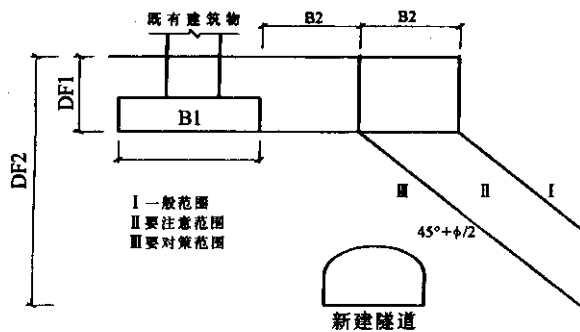 既有建筑物
B2
B2
DF1
B1
DF2
Ⅰ一般范围
Ⅱ要注意范围
Ⅲ要对策范围
Ⅲ
Ⅱ
Ⅰ
45°+ϕ/2
新建隧道